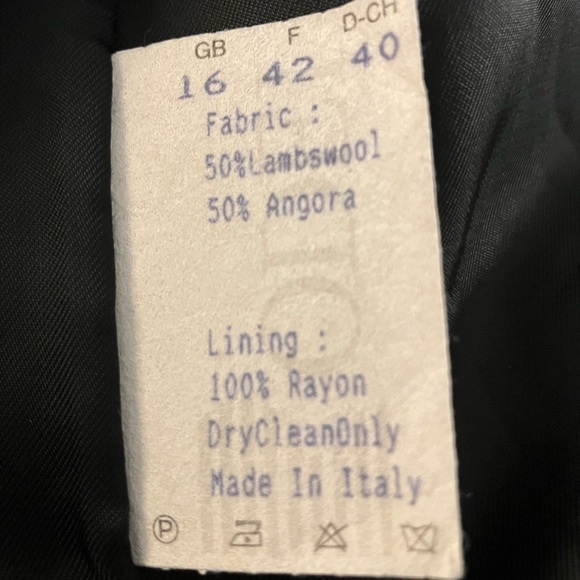 GB F D-CH
16 42 40
Fabric :
50%Lambswool
50% Angora
Lining :
100% Rayon
DryCleanOnly
Made In Italy
P